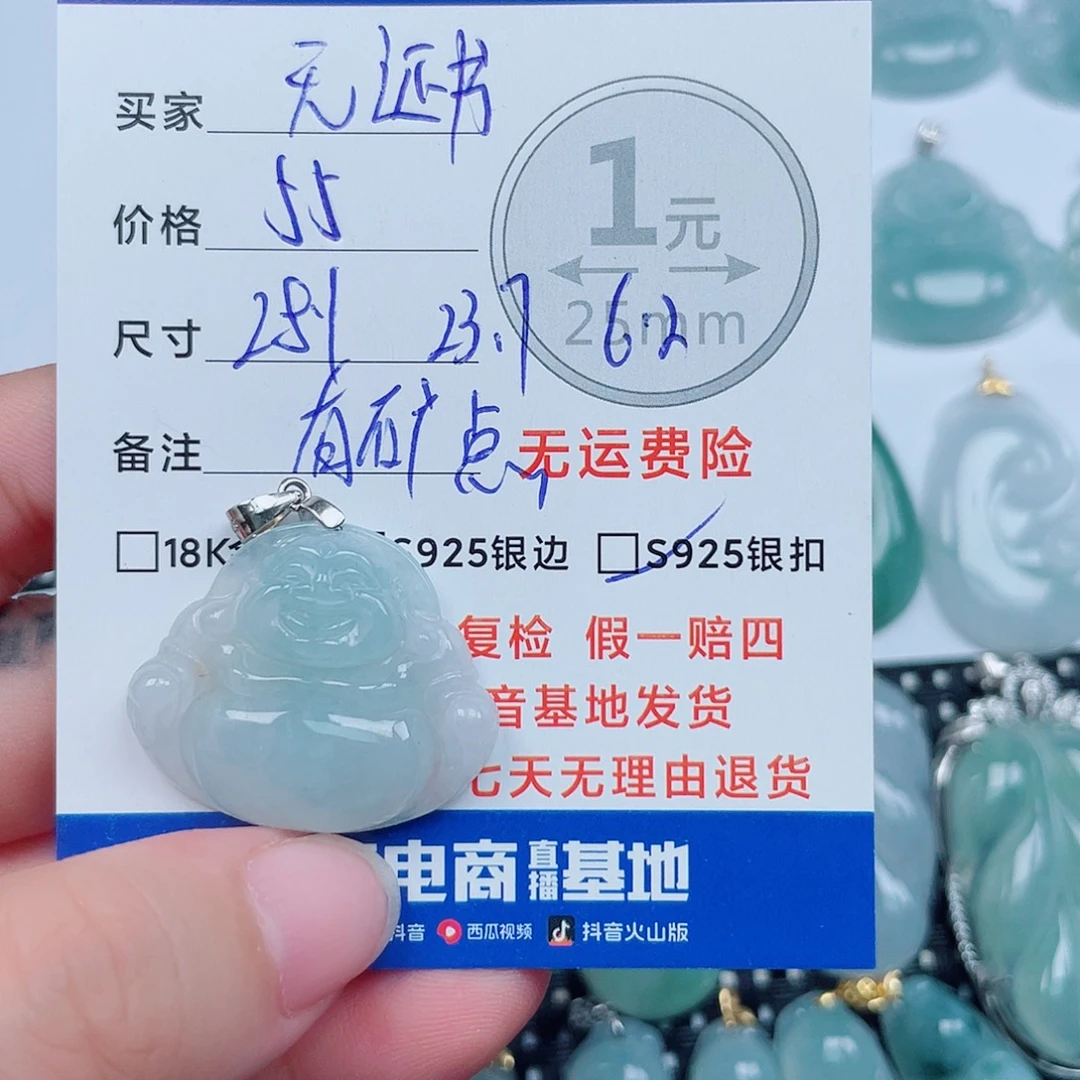 买家 无证书
1元
价格 55
25mm
尺寸 28.1 23.7 6.2
备注 有矿点
无运费险
□18K S925银边 □S925银扣
复检 假一赔四
音基地发货
七天无理由退货
电商直播基地
抖音 西瓜视频 抖音火山版